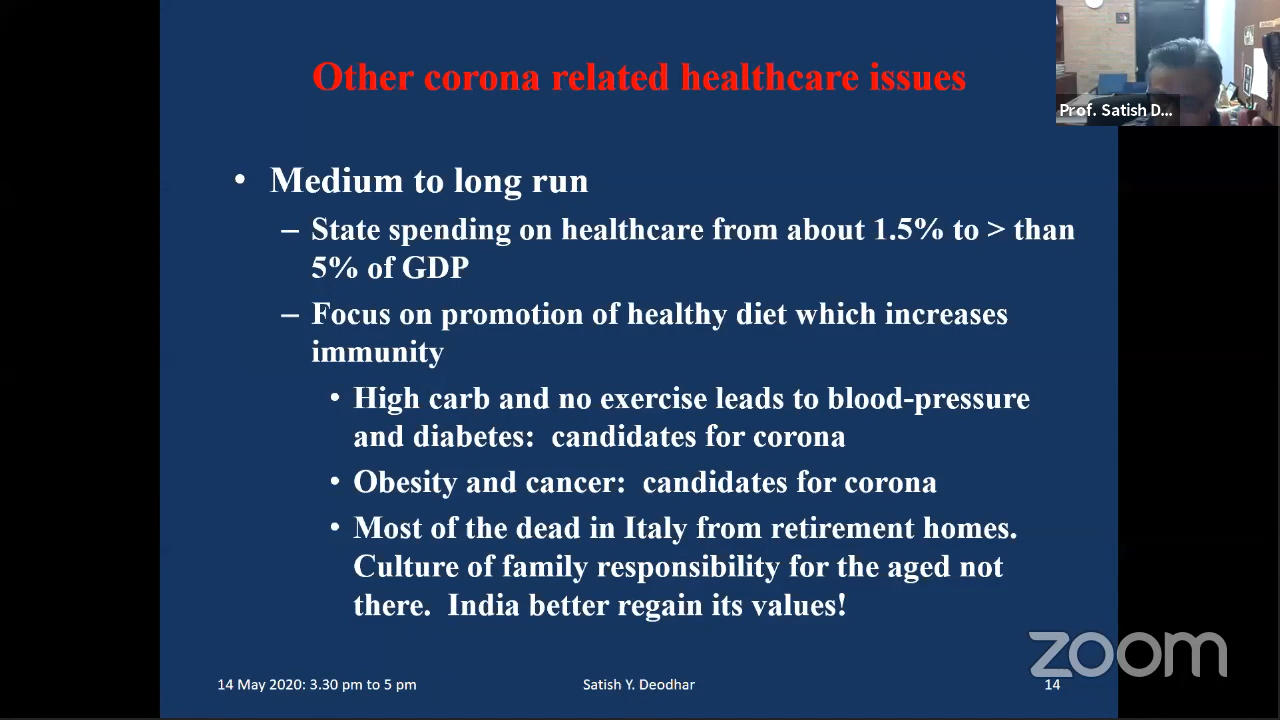 Other corona related healthcare issues
Prof. Satish D...
• Medium to long run
– State spending on healthcare from about 1.5% to > than
5% of GDP
– Focus on promotion of healthy diet which increases
immunity
• High carb and no exercise leads to blood-pressure
and diabetes: candidates for corona
• Obesity and cancer: candidates for corona
• Most of the dead in Italy from retirement homes.
Culture of family responsibility for the aged not
there. India better regain its values!
zoom
14 May 2020: 3.30 pm to 5 pm
Satish Y. Deodhar
14